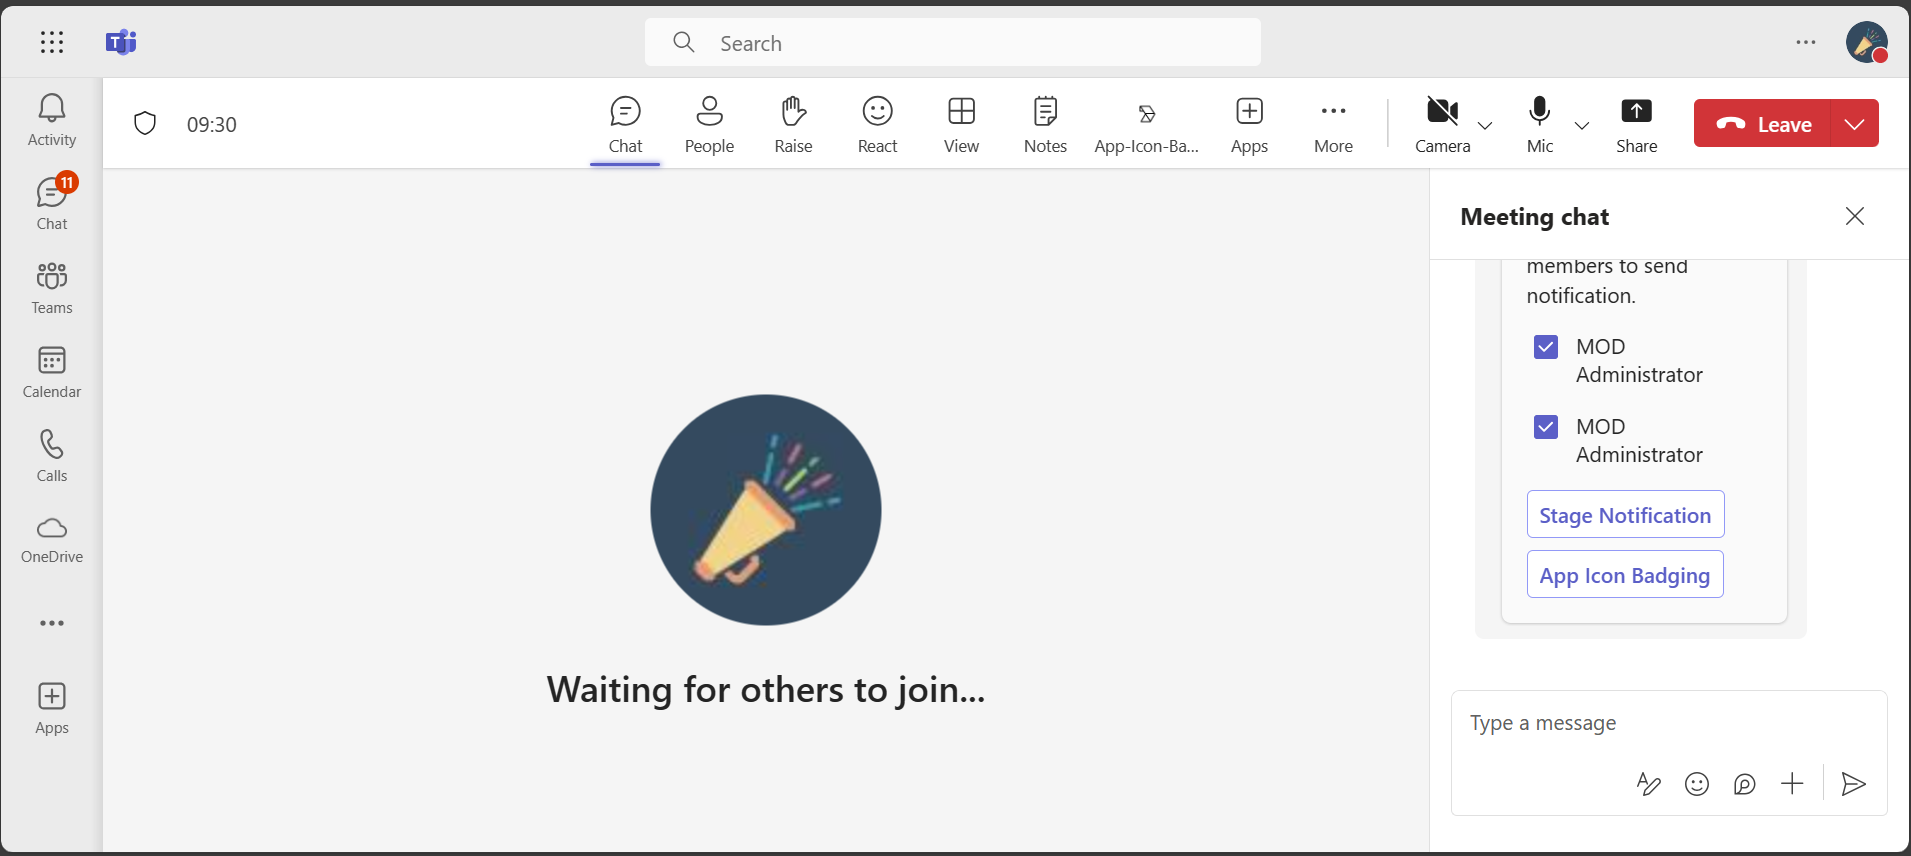 Search
Activity
11
Chat
Teams
Calendar
Calls
OneDrive
Apps
09:30
Chat
People
Raise
React
View
Notes
App-Icon-Ba...
Apps
More
Camera
Mic
Share
Leave
Waiting for others to join...
Meeting chat
members to send
notification.
MOD
Administrator
MOD
Administrator
Stage Notification
App Icon Badging
Type a message